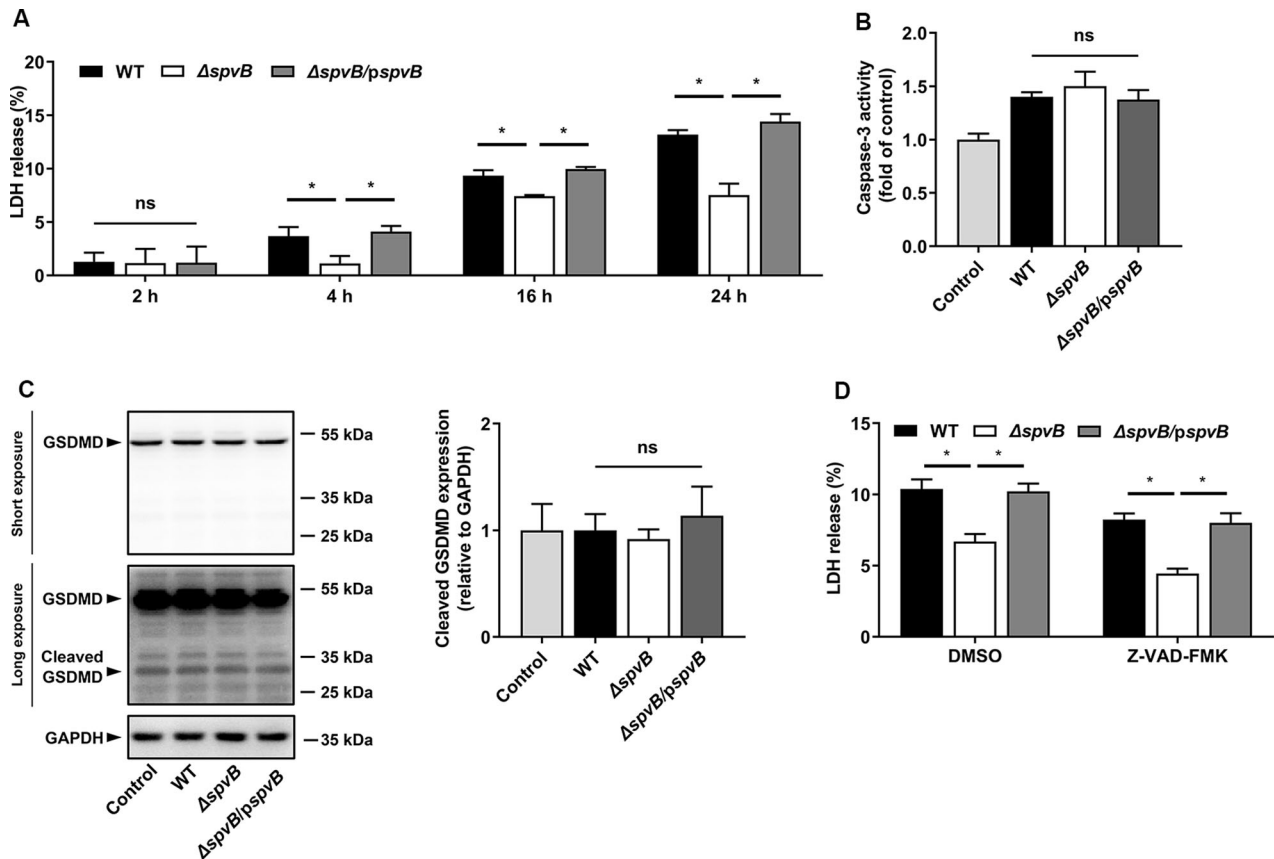 A
LDH release (%)
20
15
10
5
0
WT ΔspvB ΔspvB/pspvB
ns
* *
* *
* *
2 h 4 h 16 h 24 h
B
Caspase-3 activity
(fold of control)
2.0
1.5
1.0
0.5
0.0
ns
Control WT ΔspvB ΔspvB/pspvB
C
Short exposure
GSDMD
55 kDa
35 kDa
25 kDa
Long exposure
GSDMD
Cleaved
GSDMD
55 kDa
35 kDa
25 kDa
GAPDH
35 kDa
Control WT ΔspvB ΔspvB/pspvB
Cleaved GSDMD expression
(relative to GAPDH)
2
1
0
ns
Control WT ΔspvB ΔspvB/pspvB
D
LDH release (%)
15
10
5
0
WT ΔspvB ΔspvB/pspvB
* *
* *
DMSO Z-VAD-FMK